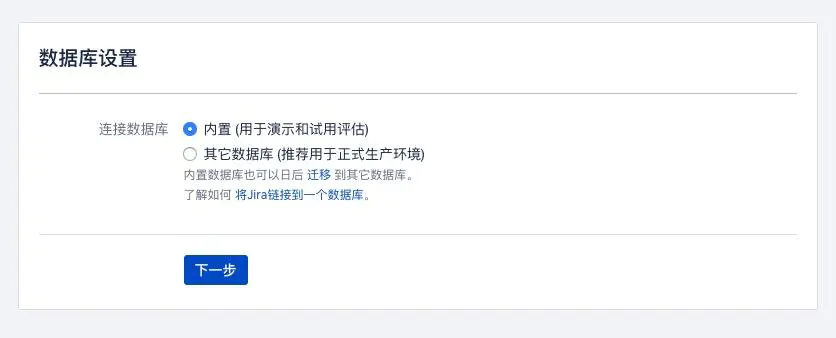 数据库设置
连接数据库 内置 (用于演示和试用评估)
其它数据库 (推荐用于正式生产环境)
内置数据库也可以日后 迁移 到其它数据库。
了解如何 将Jira链接到一个数据库。
下一步